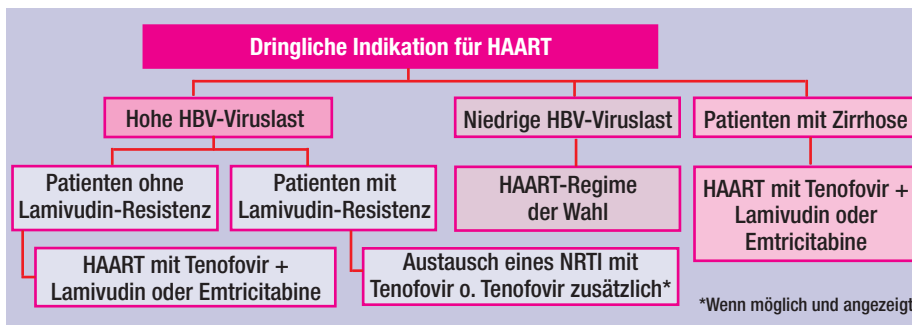 Dringliche Indikation für HAART
Hohe HBV-Viruslast
Niedrige HBV-Viruslast
Patienten mit Zirrhose
Patienten ohne
Lamivudin-Resistenz
Patienten mit
Lamivudin-Resistenz
HAART-Regime
der Wahl
HAART mit Tenofovir +
Lamivudin oder
Emtricitabine
HAART mit Tenofovir +
Lamivudin oder Emtricitabine
Austausch eines NRTI mit
Tenofovir o. Tenofovir zusätzlich*
*Wenn möglich und angezeigt